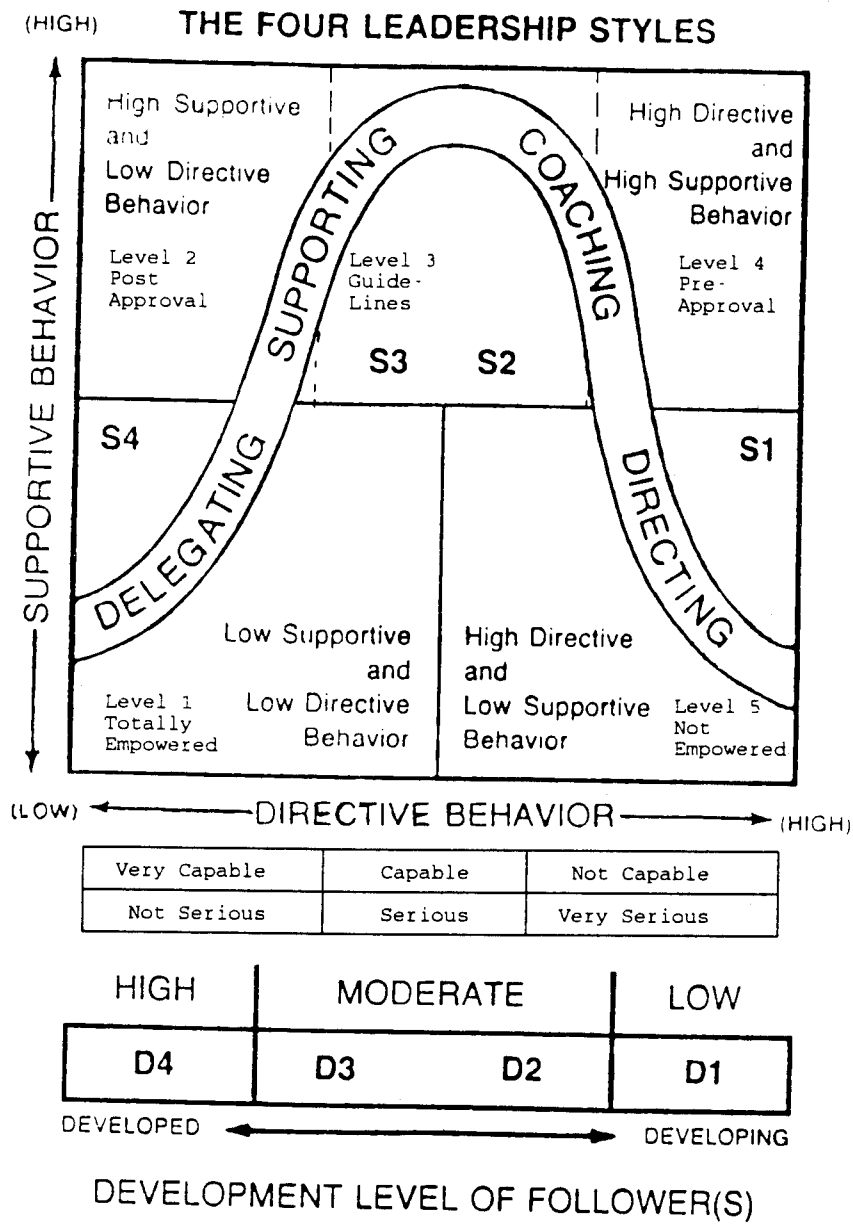 (HIGH)
THE FOUR LEADERSHIP STYLES
High Supportive
and
Low Directive
Behavior
High Directive
and
High Supportive
Behavior
SUPPORTING
COACHING
Level 2
Post
Approval
Level 3
Guide-
Lines
Level 4
Pre-
Approval
SUPPORTIVE BEHAVIOR
S3
S2
S4
S1
DELEGATING
DIRECTING
Low Supportive
and
Low Directive
Behavior
High Directive
and
Low Supportive
Behavior
Level 1
Totally
Empowered
Level 5
Not
Empowered
(LOW)
DIRECTIVE BEHAVIOR
(HIGH)
Very Capable
Capable
Not Capable
Not Serious
Serious
Very Serious
HIGH
MODERATE
LOW
D4
D3
D2
D1
DEVELOPED
DEVELOPING
DEVELOPMENT LEVEL OF FOLLOWER(S)